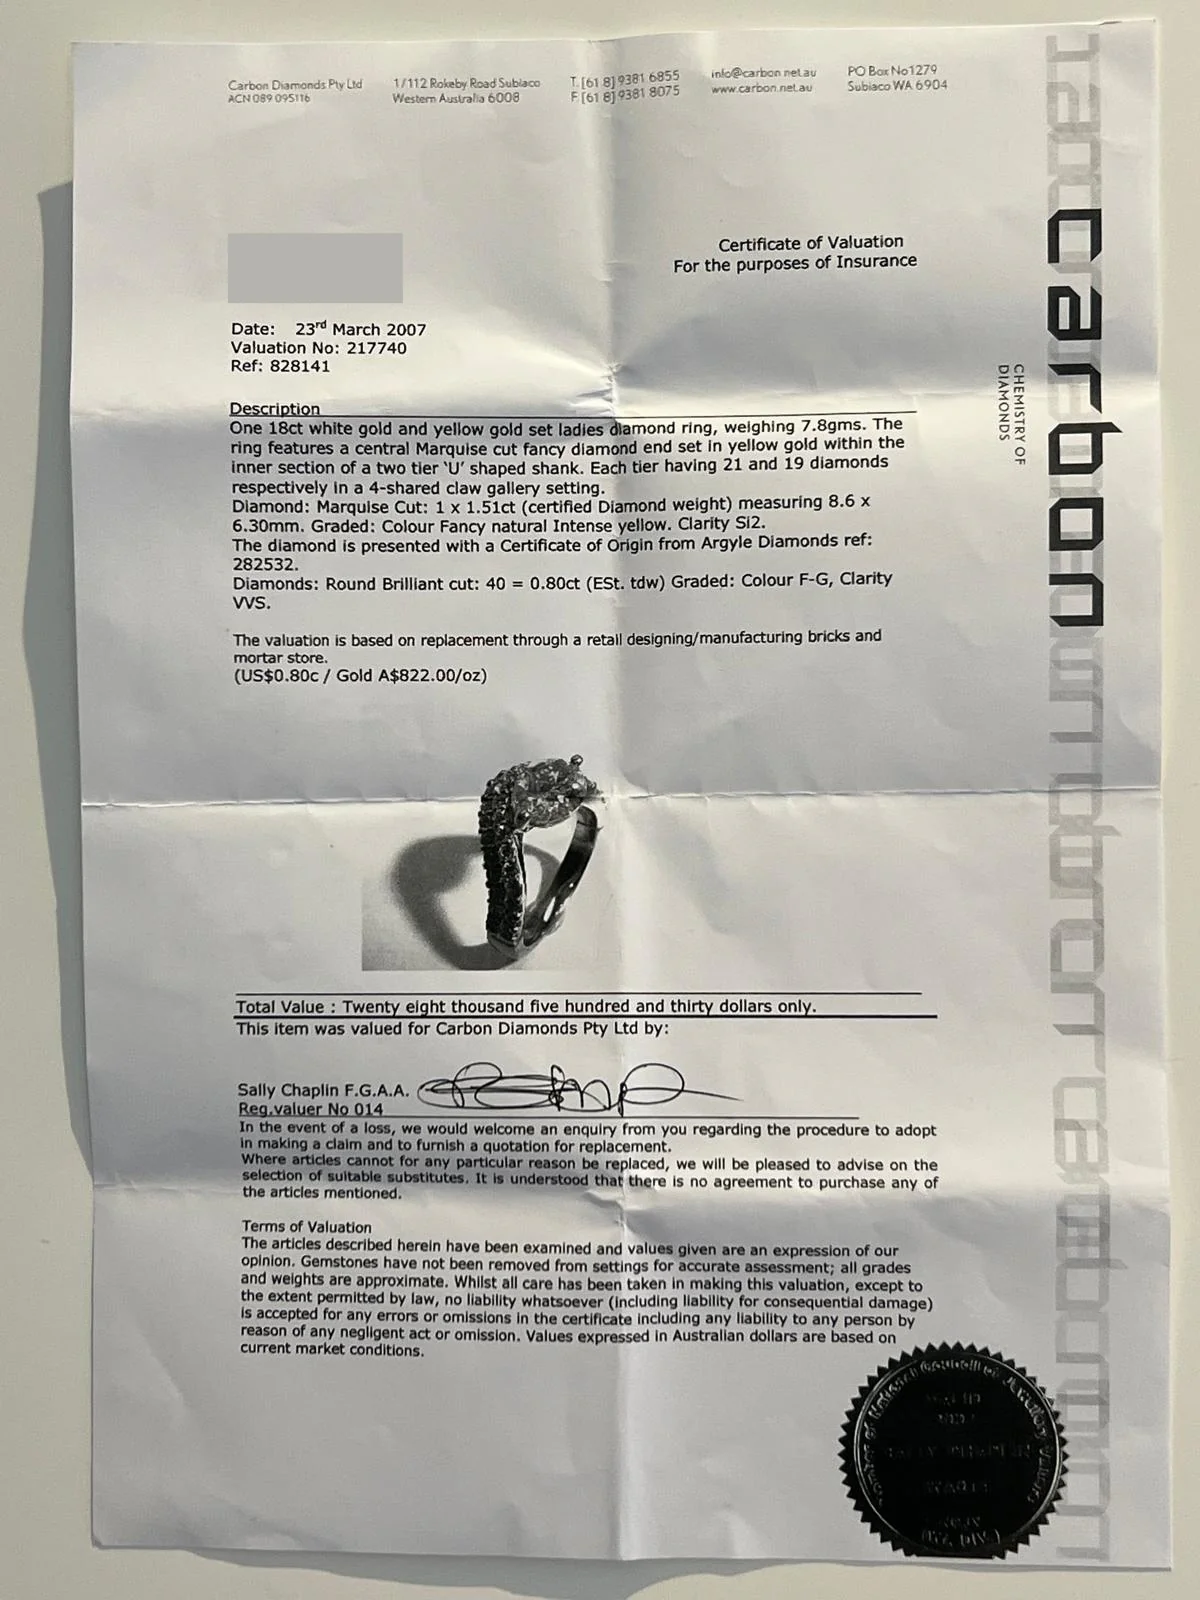 Carbon Diamonds Pty Ltd
ACN 089 095116
1/112 Rokeby Road Subiaco
Western Australia 6008
T. [61 8] 9381 6855
F. [61 8] 9381 8075
info@carbon.net.au
www.carbon.net.au
PO Box No1279
Subiaco WA 6904
carbon
CHEMISTRY OF
DIAMONDS
Certificate of Valuation
For the purposes of Insurance
Date: 23rd March 2007
Valuation No: 217740
Ref: 828141
Description
One 18ct white gold and yellow gold set ladies diamond ring, weighing 7.8gms. The
ring features a central Marquise cut fancy diamond end set in yellow gold within the
inner section of a two tier 'U' shaped shank. Each tier having 21 and 19 diamonds
respectively in a 4-shared claw gallery setting.
Diamond: Marquise Cut: 1 x 1.51ct (certified Diamond weight) measuring 8.6 x
6.30mm. Graded: Colour Fancy natural Intense yellow. Clarity Si2.
The diamond is presented with a Certificate of Origin from Argyle Diamonds ref:
282532.
Diamonds: Round Brilliant cut: 40 = 0.80ct (ESt. tdw) Graded: Colour F-G, Clarity
VVS.
The valuation is based on replacement through a retail designing/manufacturing bricks and
mortar store.
(US$0.80c / Gold A$822.00/oz)
Total Value : Twenty eight thousand five hundred and thirty dollars only.
This item was valued for Carbon Diamonds Pty Ltd by:
Sally Chaplin F.G.A.A.
Reg.valuer No 014
In the event of a loss, we would welcome an enquiry from you regarding the procedure to adopt
in making a claim and to furnish a quotation for replacement.
Where articles cannot for any particular reason be replaced, we will be pleased to advise on the
selection of suitable substitutes. It is understood that there is no agreement to purchase any of
the articles mentioned.
Terms of Valuation
The articles described herein have been examined and values given are an expression of our
opinion. Gemstones have not been removed from settings for accurate assessment; all grades
and weights are approximate. Whilst all care has been taken in making this valuation, except to
the extent permitted by law, no liability whatsoever (including liability for consequential damage)
is accepted for any errors or omissions in the certificate including any liability to any person by
reason of any negligent act or omission. Values expressed in Australian dollars are based on
current market conditions.
of National Council of Jewellery Valuers